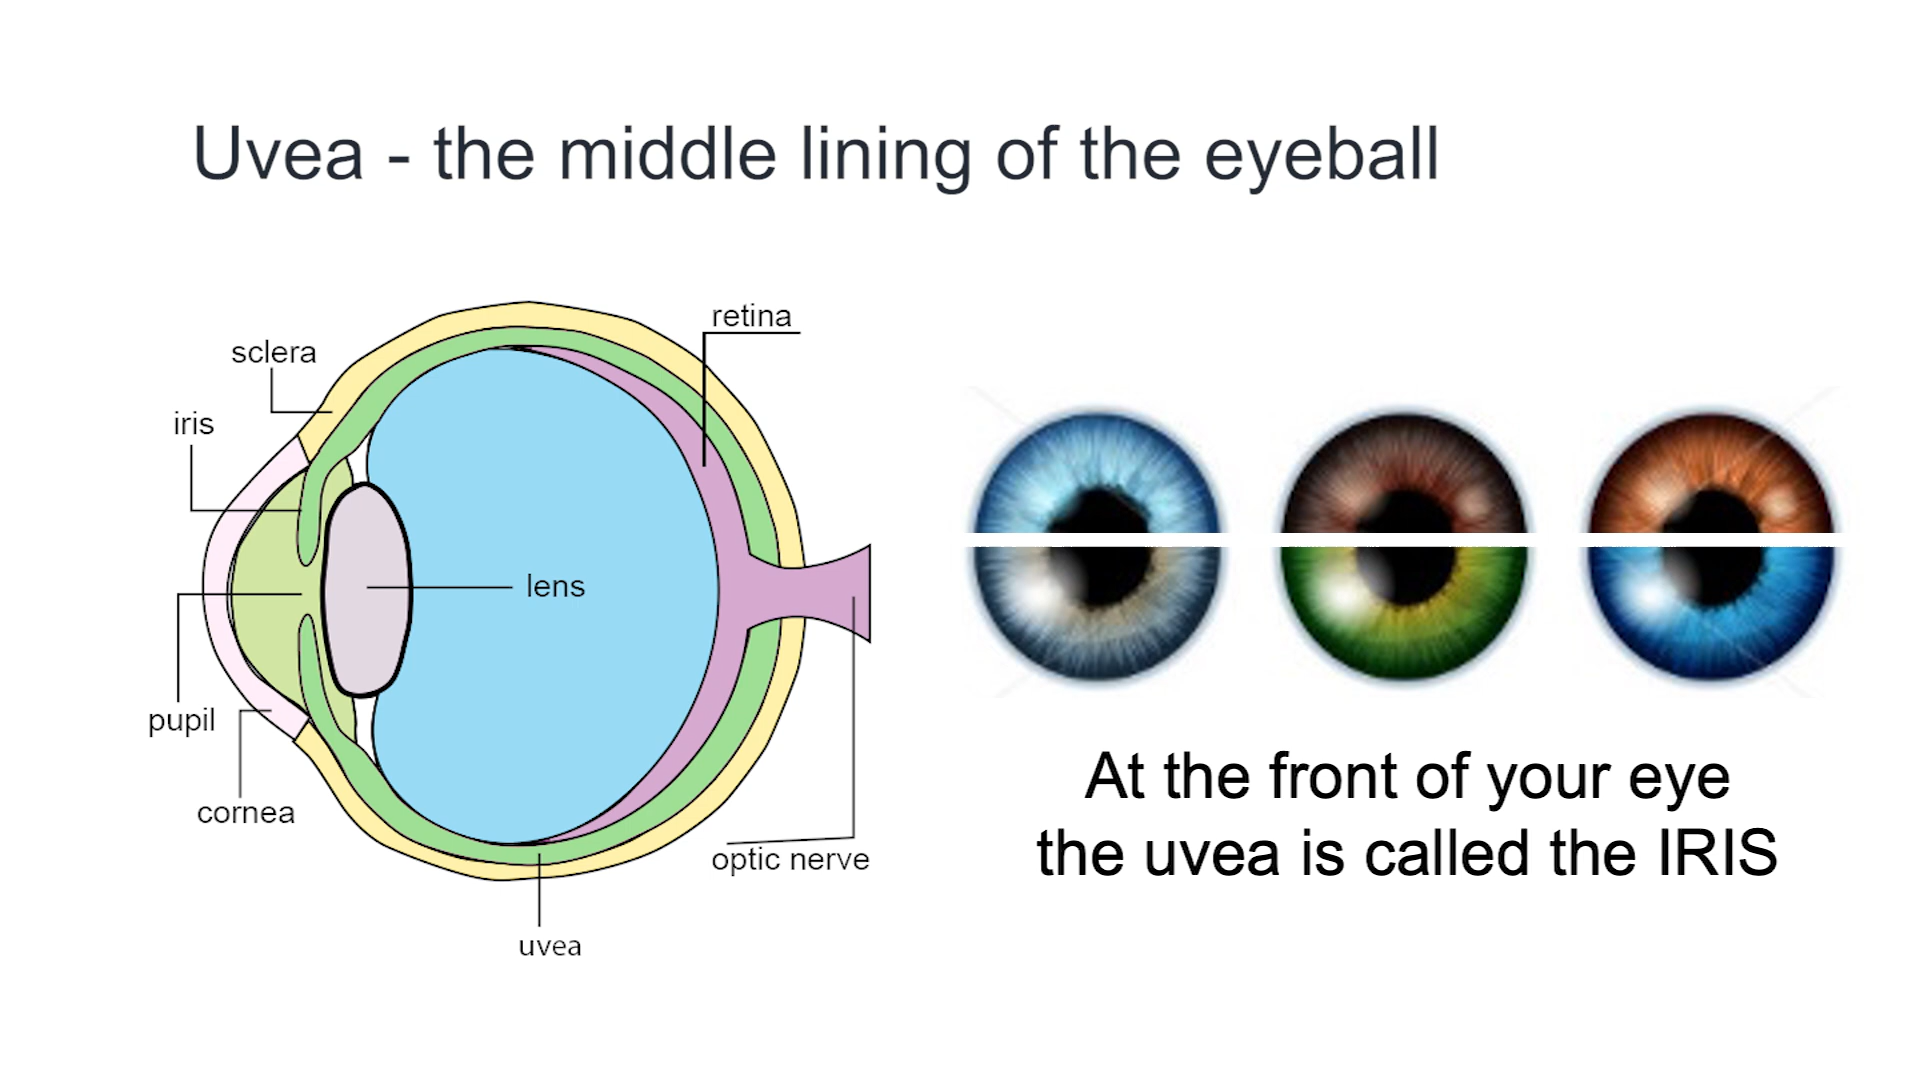 Uvea - the middle lining of the eyeball
retina
sclera
iris
lens
pupil
cornea
optic nerve
uvea
At the front of your eye
the uvea is called the IRIS